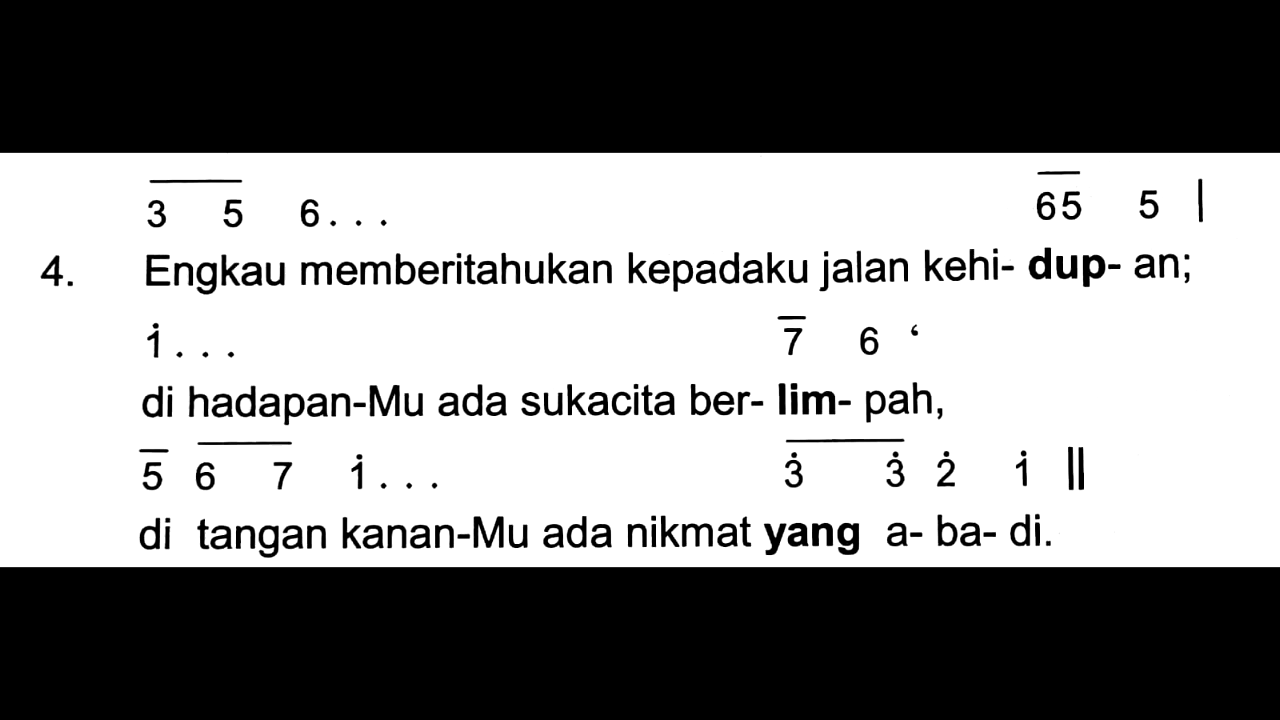 3 5 6... 65 5 |
4. Engkau memberitahukan kepadaku jalan kehi- dup- an;
1̇... 7 6 ‘
di hadapan-Mu ada sukacita ber- lim- pah,
5 6 7 1̇... 3̇ 3̇ 2̇ 1̇ ||
di tangan kanan-Mu ada nikmat yang a- ba- di.